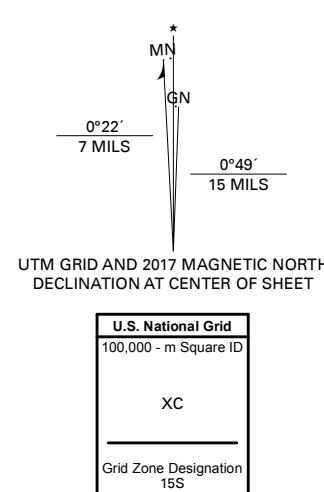 ★
MN
GN
0°22´
7 MILS
0°49´
15 MILS
UTM GRID AND 2017 MAGNETIC NORTH
DECLINATION AT CENTER OF SHEET
U.S. National Grid
100,000 - m Square ID
XC
Grid Zone Designation
15S